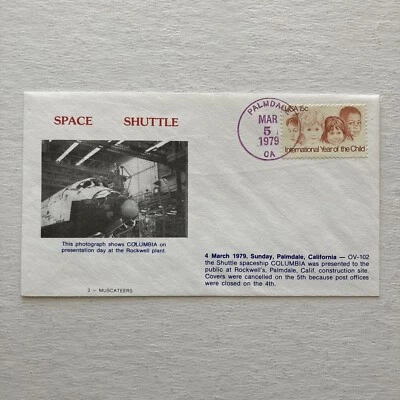 SPACE SHUTTLE
PALMDALE
MAR
5
1979
CA
USA 15c
International Year of the Child
This photograph shows COLUMBIA on
presentation day at the Rockwell plant.
3 - MUSCATEERS
4 March 1979, Sunday, Palmdale, California — OV-102
the Shuttle spaceship COLUMBIA was presented to the
public at Rockwell's, Palmdale, Calif. construction site.
Covers were cancelled on the 5th because post offices
were closed on the 4th.